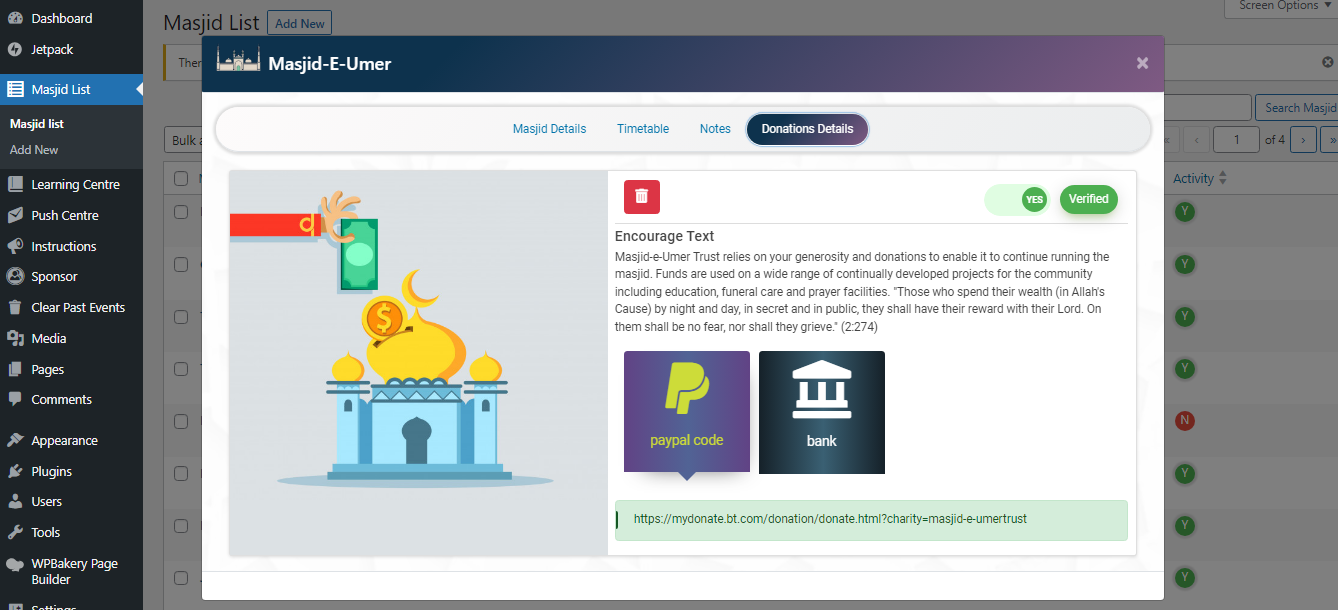 Dashboard
Jetpack
Masjid List
Masjid list
Add New
Learning Centre
Push Centre
Instructions
Sponsor
Clear Past Events
Media
Pages
Comments
Appearance
Plugins
Users
Tools
WPBakery Page
Builder
Settings
Masjid List
Add New
Screen Options
Ther
Search Masjid
Bulk a
«
‹
1
of 4
›
»
Activity
Y
Y
Y
Y
N
Y
Y
Y
Masjid-E-Umer
×
Masjid Details
Timetable
Notes
Donations Details
YES
Verified
Encourage Text
Masjid-e-Umer Trust relies on your generosity and donations to enable it to continue running the
masjid. Funds are used on a wide range of continually developed projects for the community
including education, funeral care and prayer facilities. "Those who spend their wealth (in Allah's
Cause) by night and day, in secret and in public, they shall have their reward with their Lord. On
them shall be no fear, nor shall they grieve." (2:274)
paypal code
bank
https://mydonate.bt.com/donation/donate.html?charity=masjid-e-umertrust
$